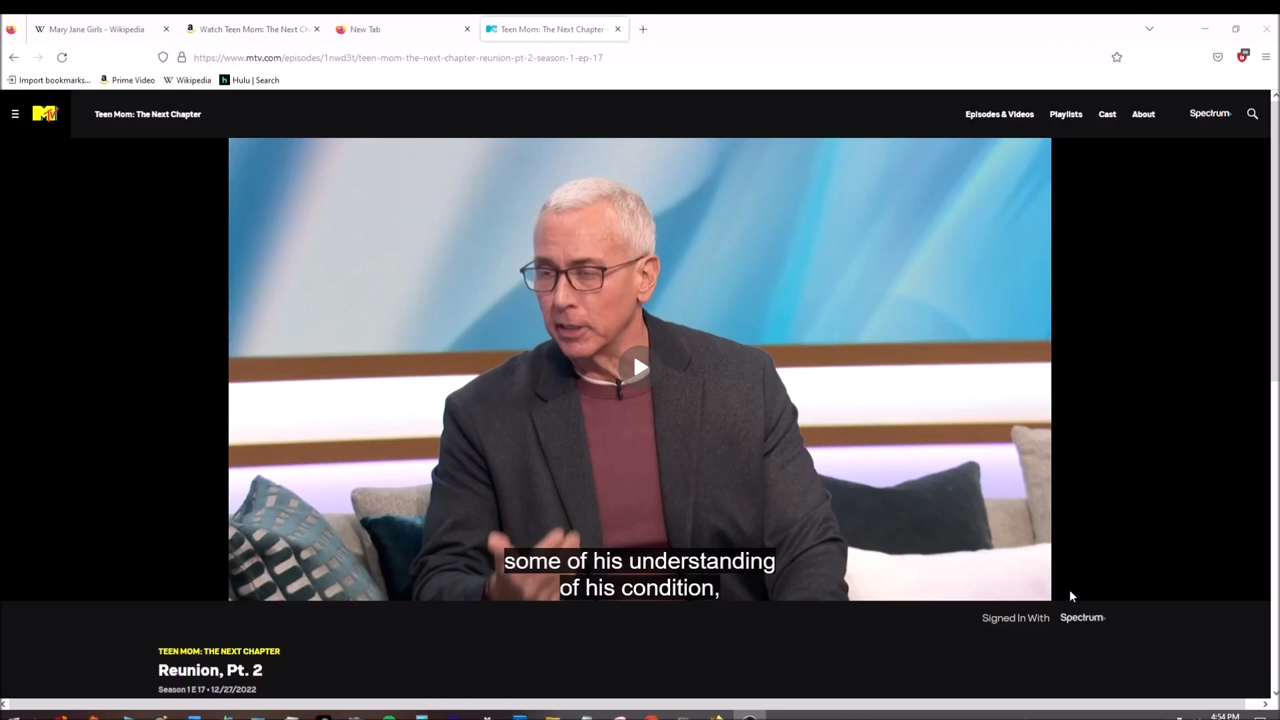 Mary Jane Girls - Wikipedia
Watch Teen Mom: The Next Ch
New Tab
Teen Mom: The Next Chapter
https://www.mtv.com/episodes/1nwd3t/teen-mom-the-next-chapter-reunion-pt-2-season-1-ep-17
Import bookmarks... Prime Video Wikipedia Hulu | Search
Teen Mom: The Next Chapter Episodes & Videos Playlists Cast About Spectrum
some of his understanding
of his condition,
Signed In With Spectrum
TEEN MOM: THE NEXT CHAPTER
Reunion, Pt. 2
Season 1 E 17 • 12/27/2022
4:54 PM